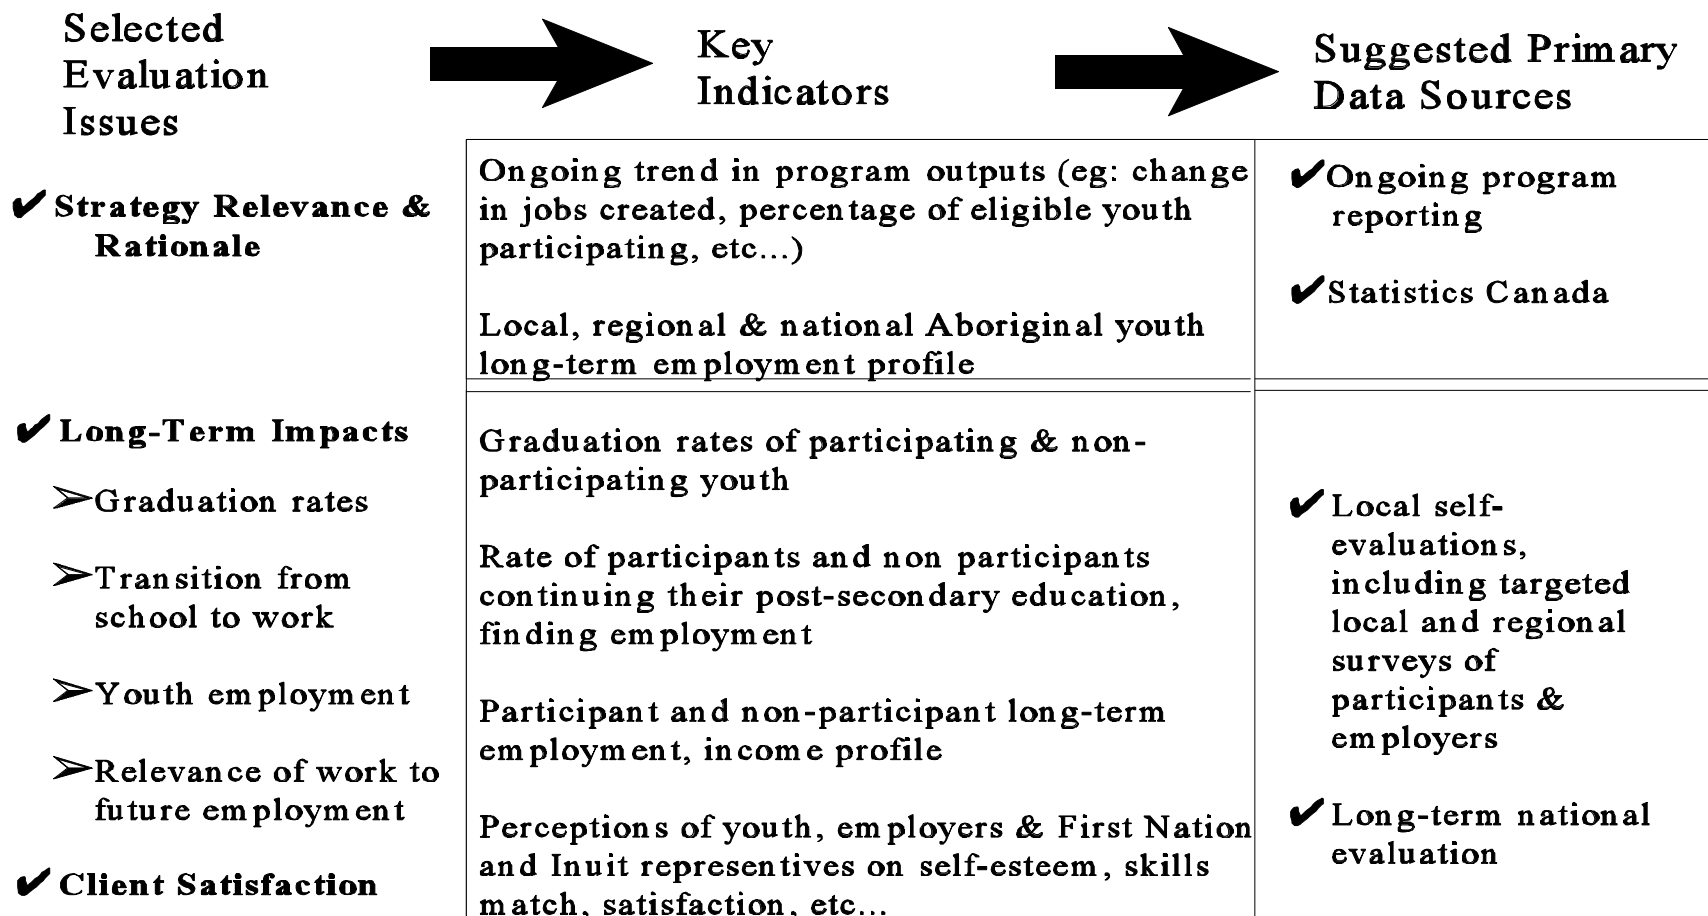 Selected
Evaluation
Issues
Key
Indicators
Suggested Primary
Data Sources
✔ Strategy Relevance &
Rationale
Ongoing trend in program outputs (eg: change
in jobs created, percentage of eligible youth
participating, etc...)
Local, regional & national Aboriginal youth
long-term employment profile
✔Ongoing program
reporting
✔Statistics Canada
✔ Long-Term Impacts
➢Graduation rates
➢Transition from
school to work
➢Youth employment
➢Relevance of work to
future employment
✔ Client Satisfaction
Graduation rates of participating & non-
participating youth
Rate of participants and non participants
continuing their post-secondary education,
finding employment
Participant and non-participant long-term
employment, income profile
Perceptions of youth, employers & First Nation
and Inuit representives on self-esteem, skills
match, satisfaction, etc...
✔ Local self-
evaluations,
including targeted
local and regional
surveys of
participants &
employers
✔ Long-term national
evaluation